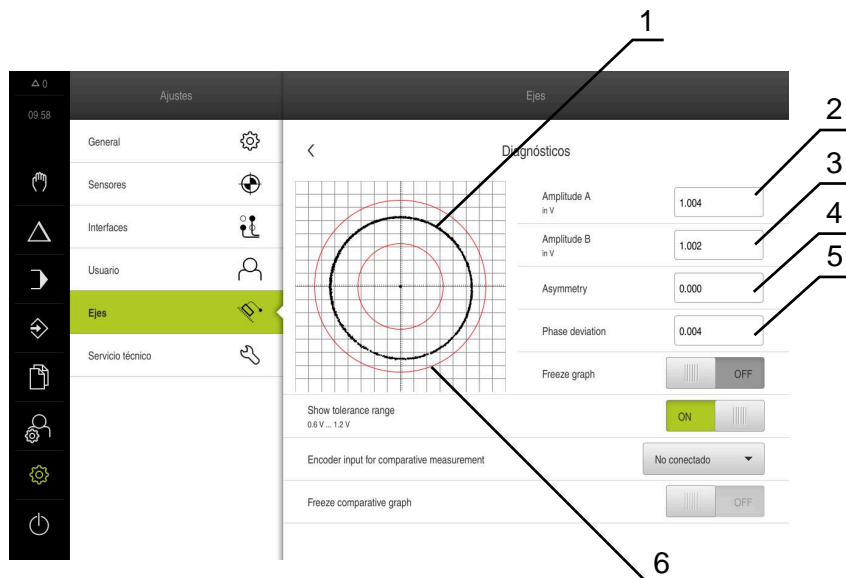 1
0
09:58
Ajustes
Ejes
General
Sensores
Interfaces
Usuario
Ejes
Servicio técnico
Diagnósticos
Amplitude A
in V
1.004
2
Amplitude B
in V
1.002
3
Asymmetry
0.000
4
Phase deviation
0.004
5
Freeze graph
OFF
Show tolerance range
0.6 V ... 1.2 V
ON
Encoder input for comparative measurement
No conectado
Freeze comparative graph
OFF
6